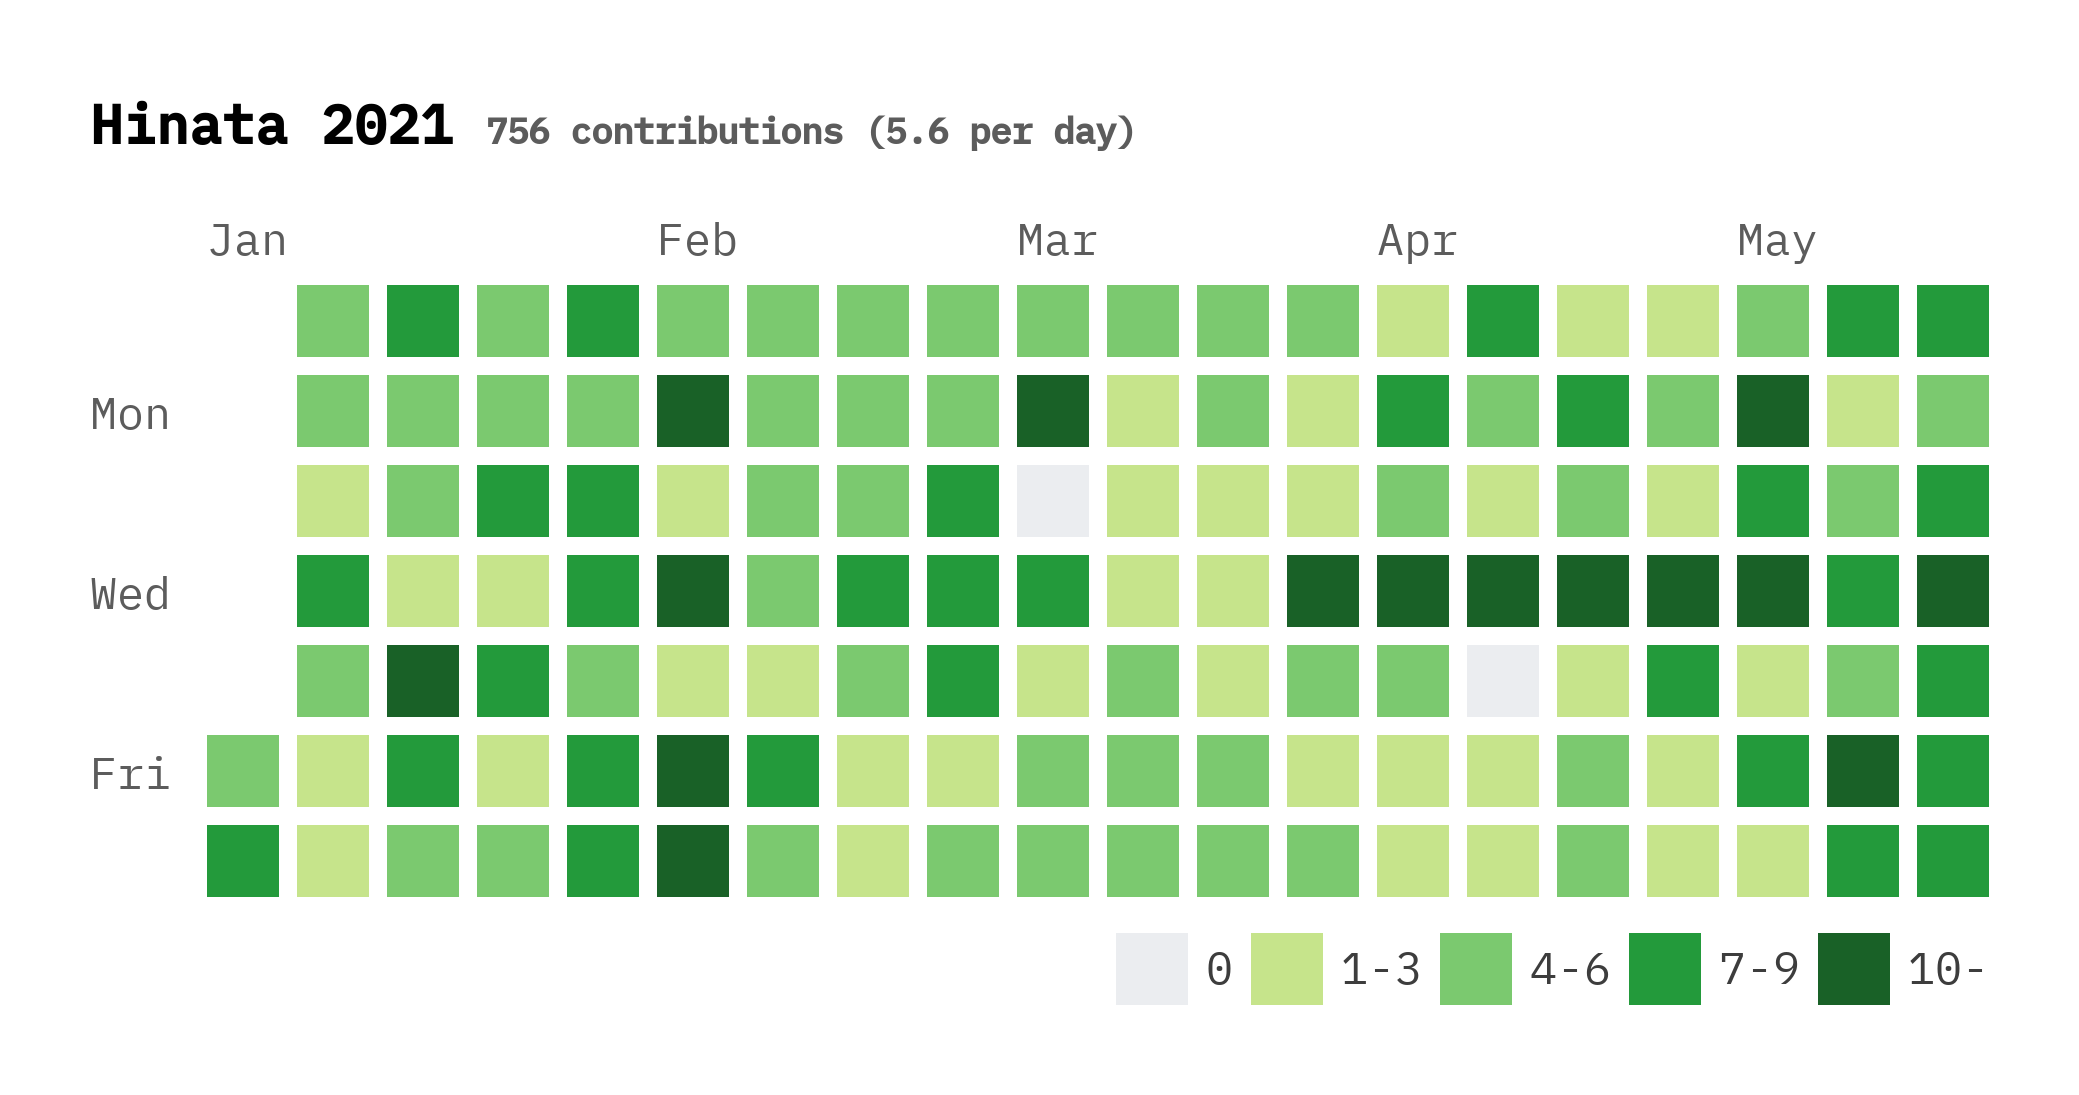 Hinata 2021 756 contributions (5.6 per day)
Jan Feb Mar Apr May
Mon
Wed
Fri
0 1-3 4-6 7-9 10-